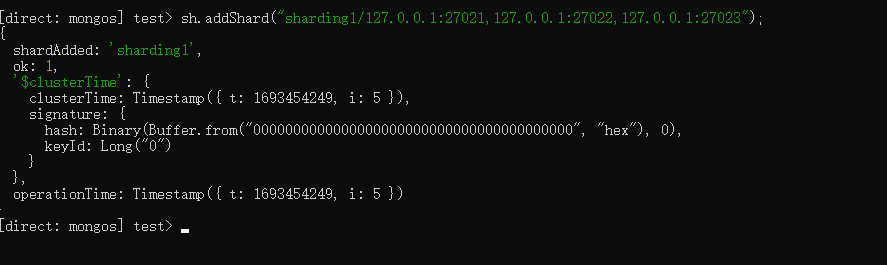 [direct: mongos] test> sh.addShard("sharding1/127.0.0.1:27021,127.0.0.1:27022,127.0.0.1:27023");
{
  shardAdded: 'sharding1',
  ok: 1,
  '$clusterTime': {
    clusterTime: Timestamp({ t: 1693454249, i: 5 }),
    signature: {
      hash: Binary(Buffer.from("0000000000000000000000000000000000000000", "hex"), 0),
      keyId: Long("0")
    }
  },
  operationTime: Timestamp({ t: 1693454249, i: 5 })
[direct: mongos] test>